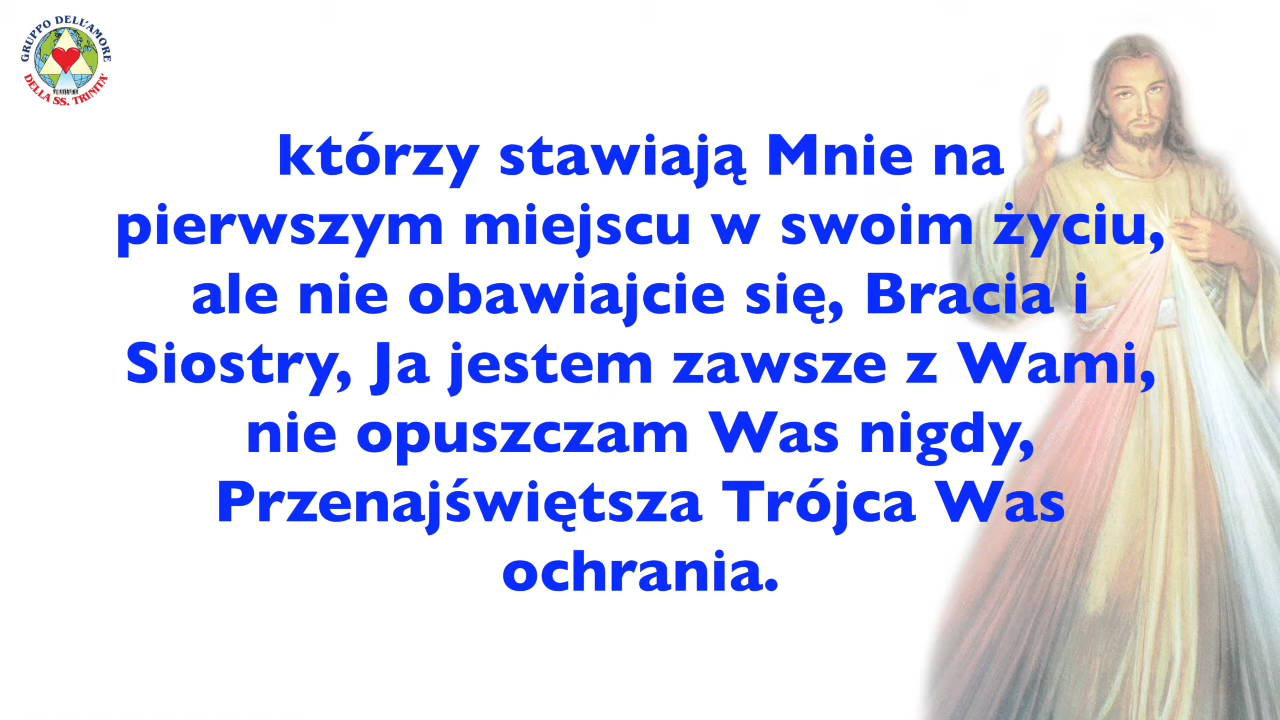 GRUPPO DELL'AMORE
DELLA SS. TRINITA'
którzy stawiają Mnie na
pierwszym miejscu w swoim życiu,
ale nie obawiajcie się, Bracia i
Siostry, Ja jestem zawsze z Wami,
nie opuszczam Was nigdy,
Przenajświętsza Trójca Was
ochrania.